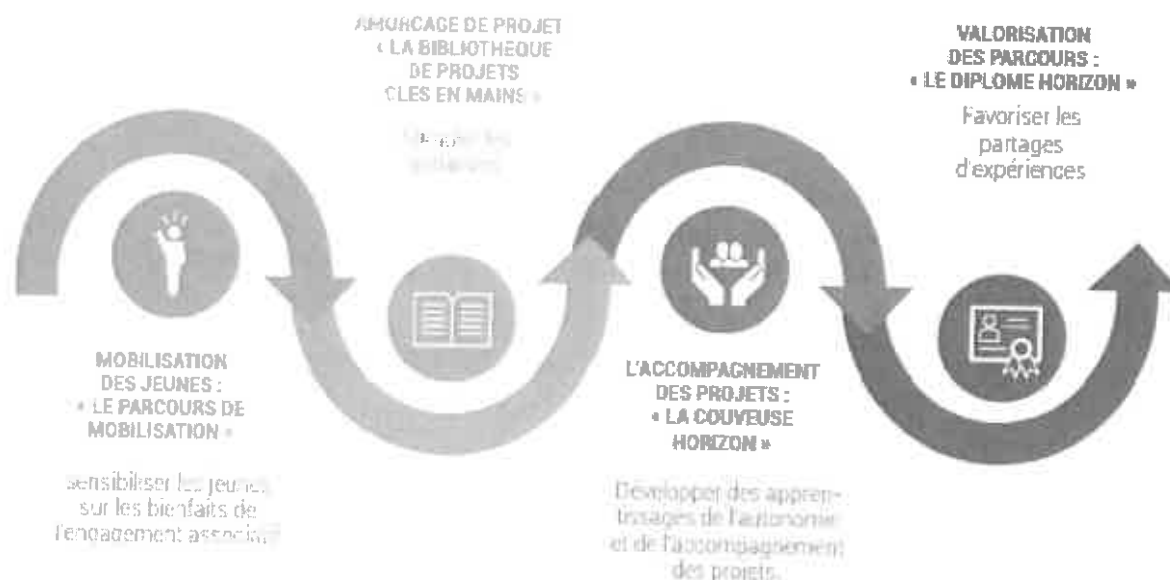 MOBILISATION
DES JEUNES :
« LE PARCOURS DE
MOBILISATION »
sensibiliser les jeunes
sur les bienfaits de
l'engagement associatif
AMORCAGE DE PROJET
« LA BIBLIOTHEQUE
DE PROJETS
CLES EN MAINS »
L'ACCOMPAGNEMENT
DES PROJETS :
« LA COUVEUSE
HORIZON »
Développer des appren-
tissages de l'autonomie
et de l'accompagnement
des projets.
VALORISATION
DES PARCOURS :
« LE DIPLOME HORIZON »
Favoriser les
partages
d'expériences